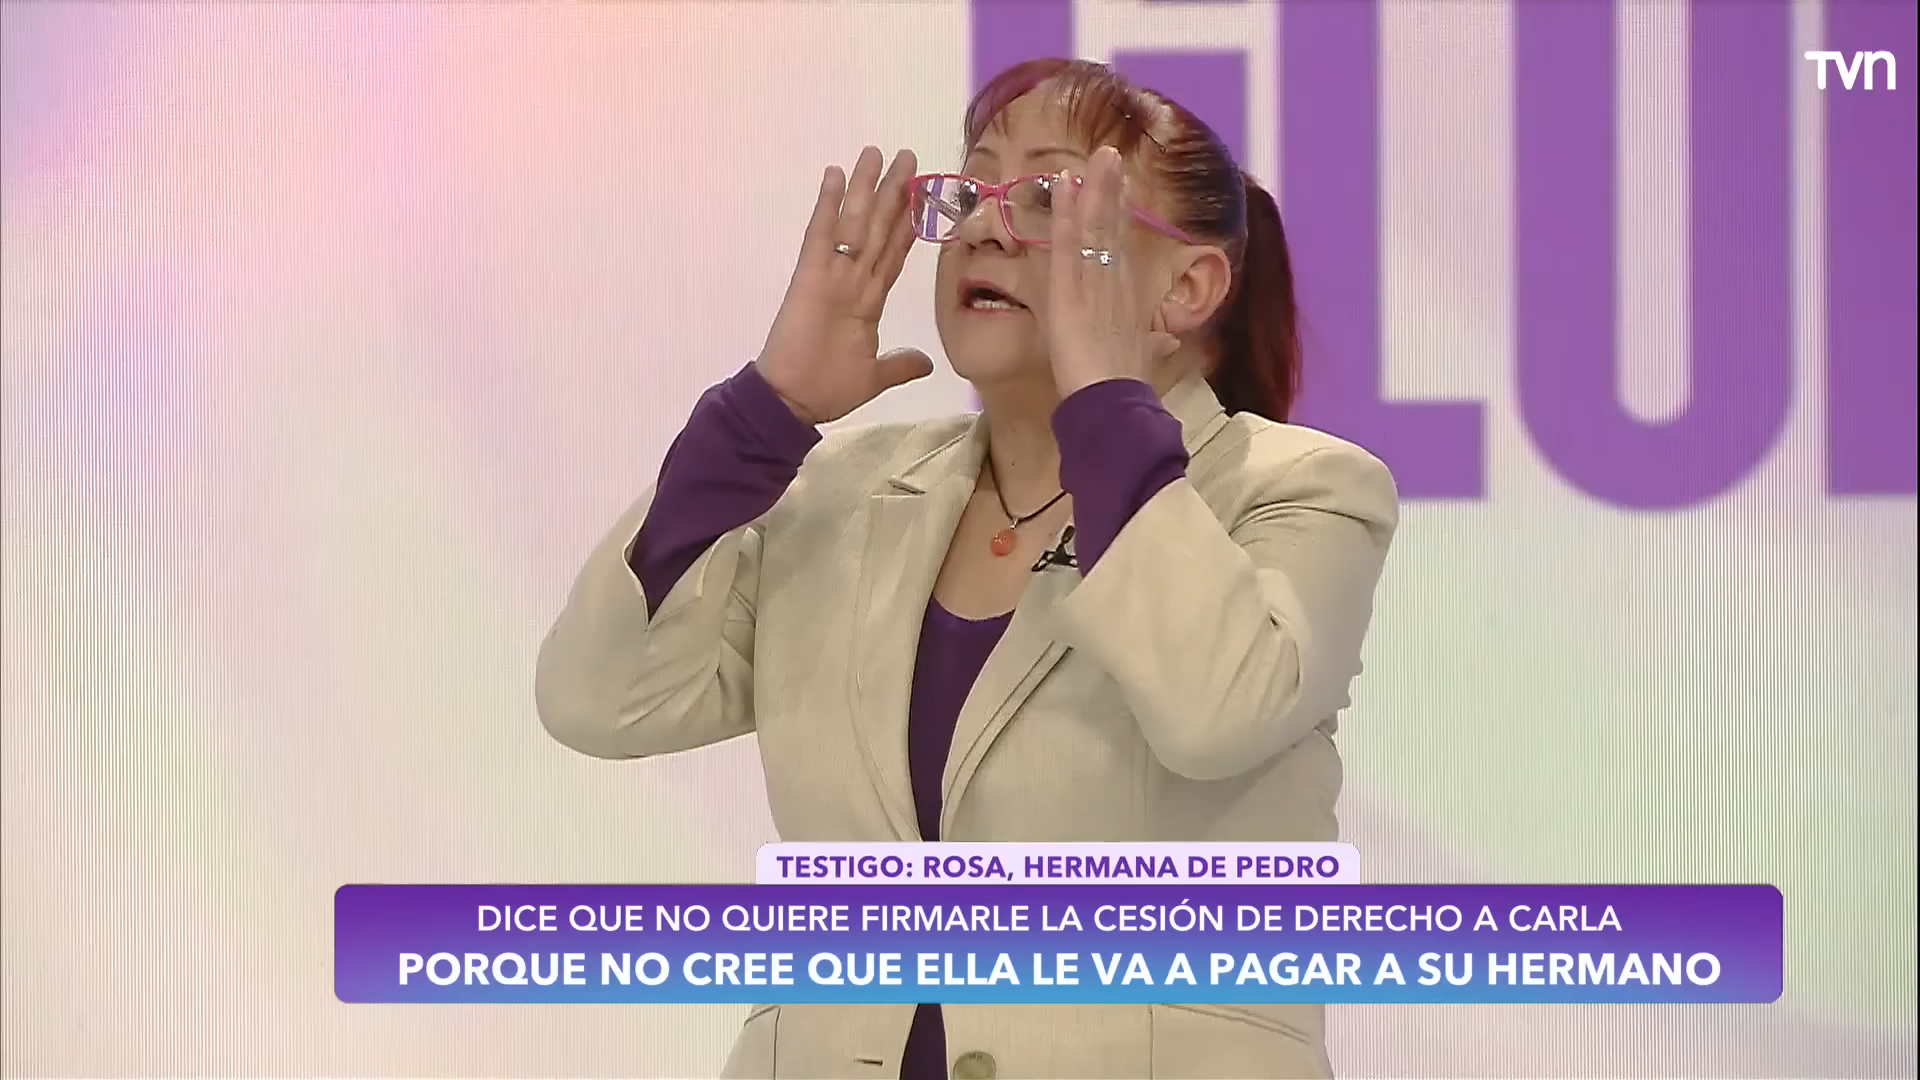 TVN
TESTIGO: ROSA, HERMANA DE PEDRO
DICE QUE NO QUIERE FIRMARLE LA CESIÓN DE DERECHO A CARLA
PORQUE NO CREE QUE ELLA LE VA A PAGAR A SU HERMANO